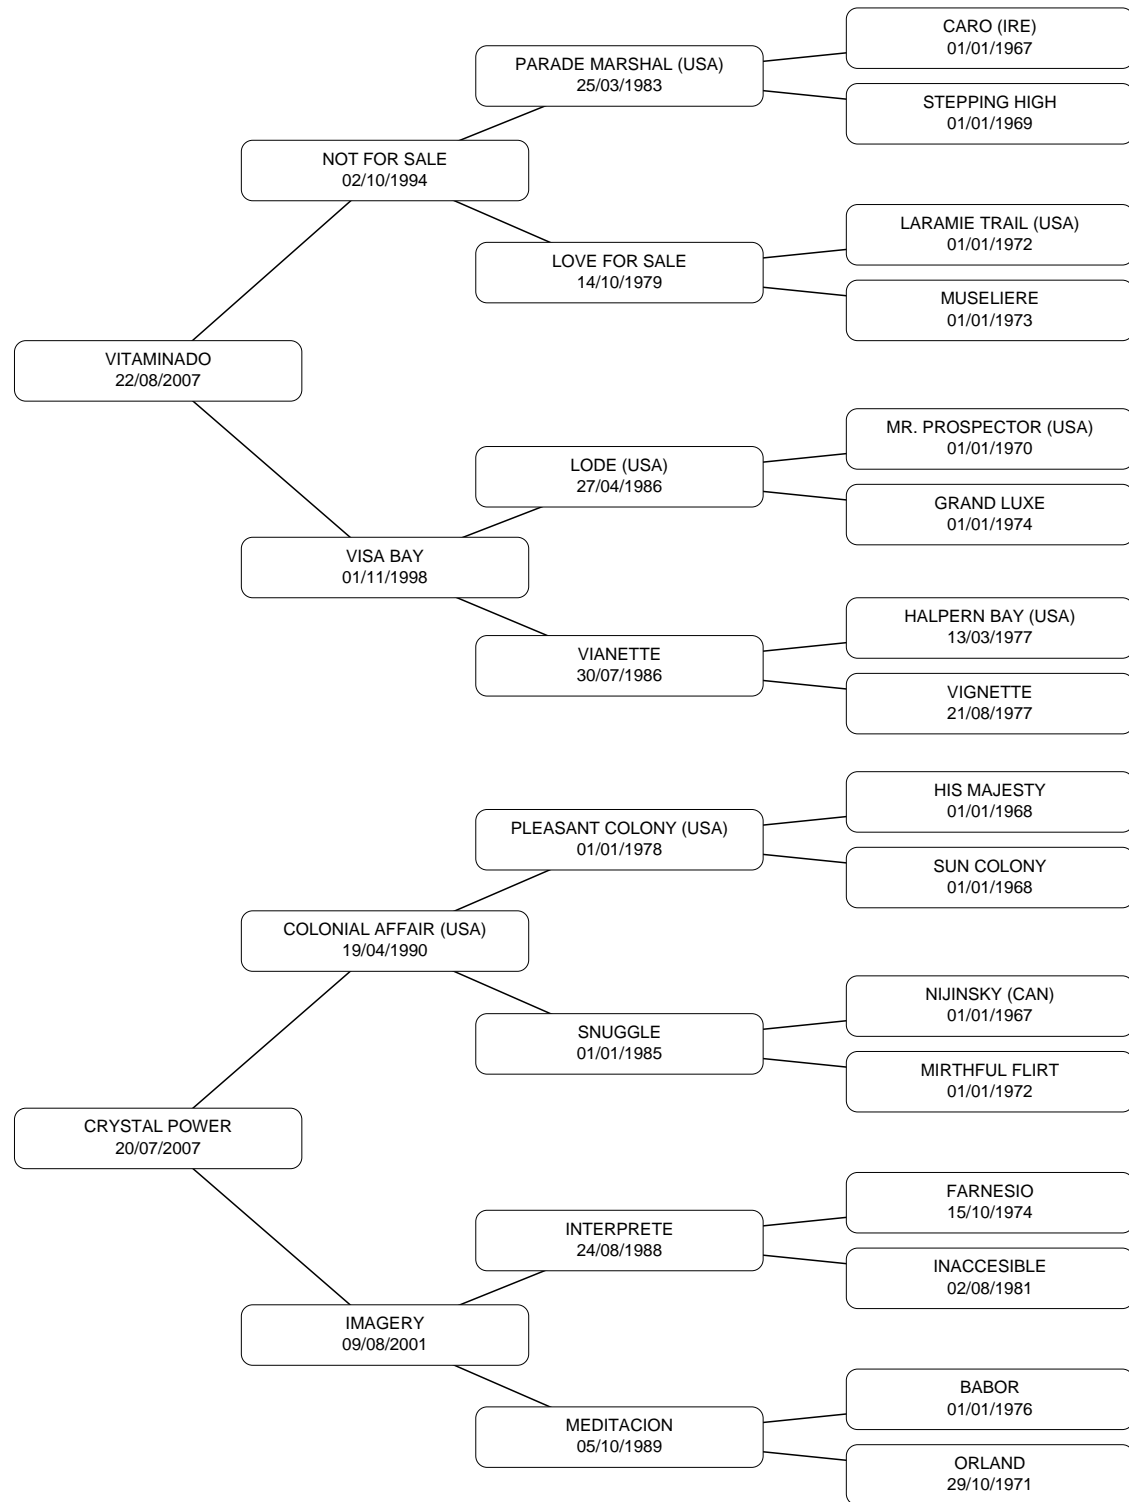 CARO (IRE)
01/01/1967
PARADE MARSHAL (USA)
25/03/1983
STEPPING HIGH
01/01/1969
NOT FOR SALE
02/10/1994
LARAMIE TRAIL (USA)
01/01/1972
LOVE FOR SALE
14/10/1979
MUSELIERE
01/01/1973
VITAMINADO
22/08/2007
MR. PROSPECTOR (USA)
01/01/1970
LODE (USA)
27/04/1986
GRAND LUXE
01/01/1974
VISA BAY
01/11/1998
HALPERN BAY (USA)
13/03/1977
VIANETTE
30/07/1986
VIGNETTE
21/08/1977
HIS MAJESTY
01/01/1968
PLEASANT COLONY (USA)
01/01/1978
SUN COLONY
01/01/1968
COLONIAL AFFAIR (USA)
19/04/1990
NIJINSKY (CAN)
01/01/1967
SNUGGLE
01/01/1985
MIRTHFUL FLIRT
01/01/1972
CRYSTAL POWER
20/07/2007
FARNESIO
15/10/1974
INTERPRETE
24/08/1988
INACCESIBLE
02/08/1981
IMAGERY
09/08/2001
BABOR
01/01/1976
MEDITACION
05/10/1989
ORLAND
29/10/1971